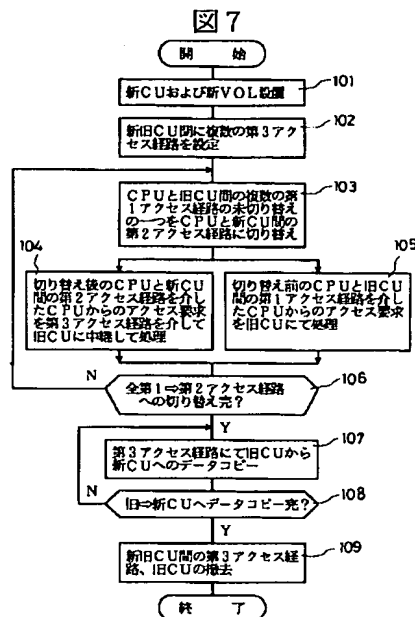 図7
開始
101
新CUおよび新VOL設置
102
新旧CU間に複数の第3アク
セス経路を設定
103
CPUと旧CU間の複数の第
1アクセス経路の未切り替え
の一つをCPUと新CU間の
第2アクセス経路に切り替え
104
切り替え後のCPUと新CU
間の第2アクセス経路を介し
たCPUからのアクセス要求
を第3アクセス経路を介して
旧CUに中継して処理
105
切り替え前のCPUと旧CU
間の第1アクセス経路を介し
たCPUからのアクセス要求
を旧CUにて処理
N
106
全第1⇒第2アクセス経路
への切り替え完?
Y
107
第3アクセス経路にて旧CUから
新CUへのデータコピー
N
108
旧⇒新CUへデータコピー完?
Y
109
新旧CU間の第3アクセス経
路、旧CUの撤去
終了